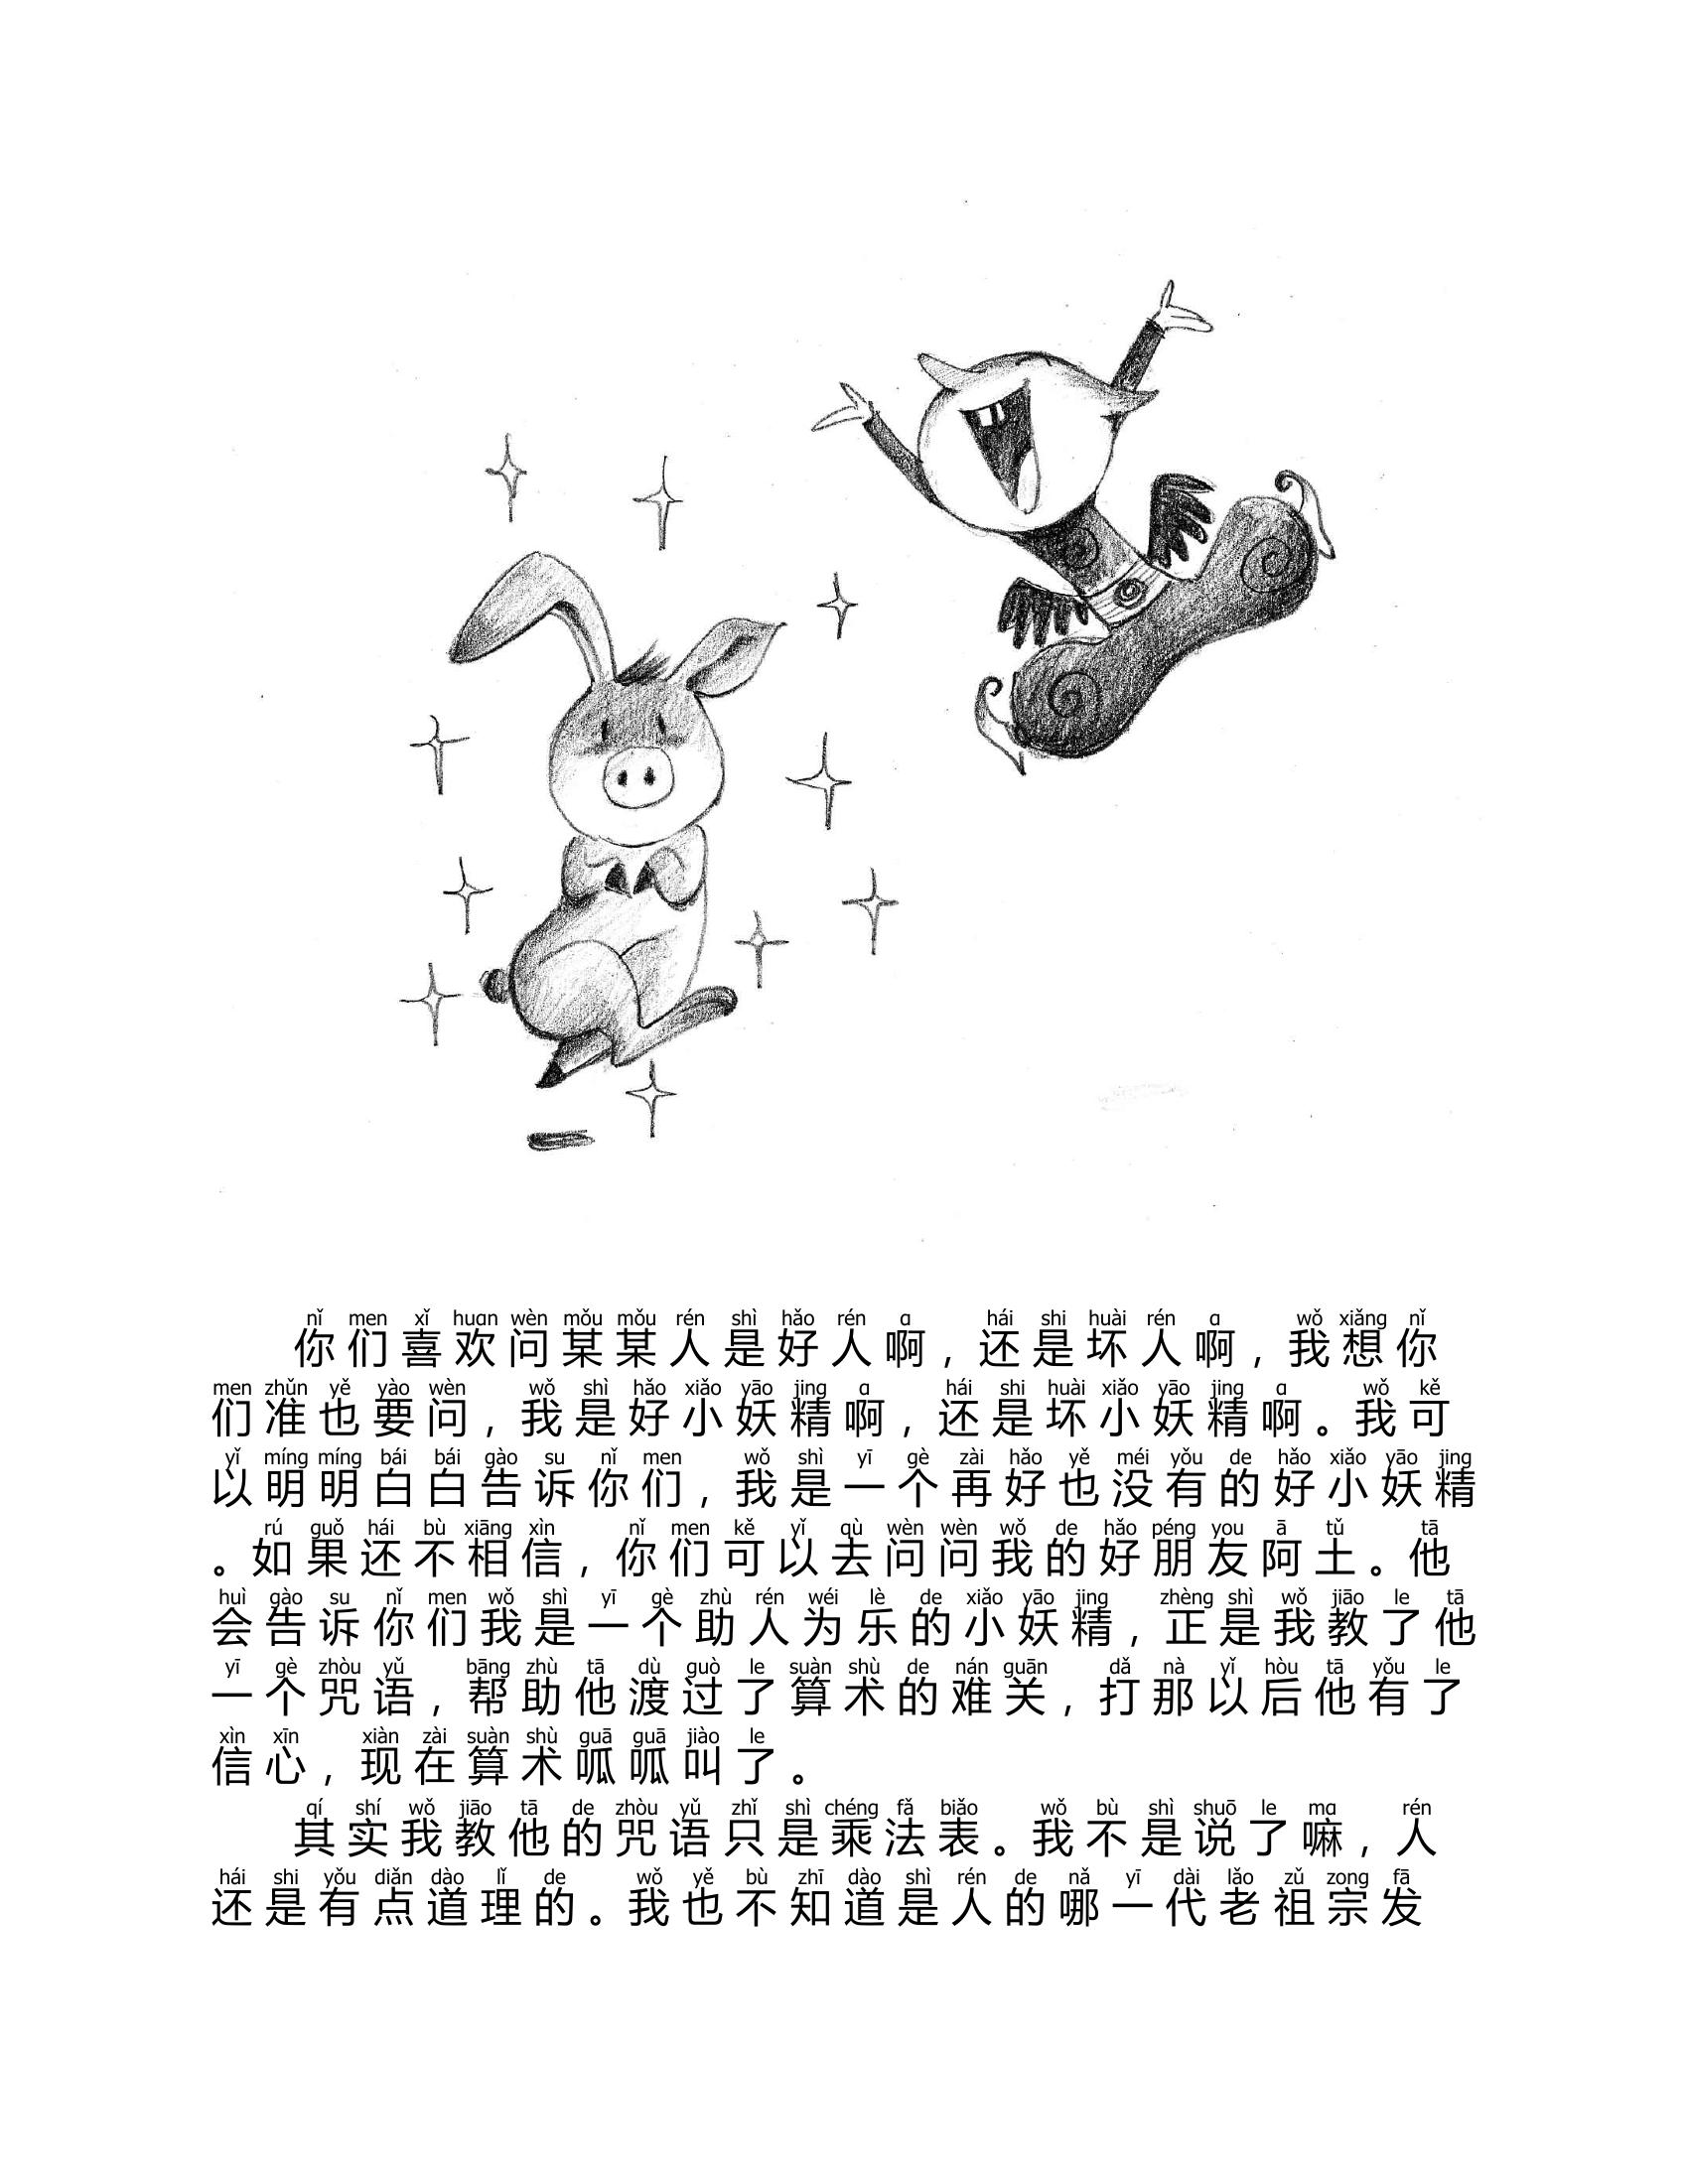 nǐ men xǐ huɑn wèn mǒu mǒu rén shì hǎo rén ɑ hái shi huài rén ɑ wǒ xiǎng nǐ
你们喜欢问某某人是好人啊，还是坏人啊，我想你
men zhǔn yě yào wèn wǒ shì hǎo xiǎo yāo jing ɑ hái shi huài xiǎo yāo jing ɑ wǒ kě
们准也要问，我是好小妖精啊，还是坏小妖精啊。我可
yǐ míng míng bái bái gào su nǐ men wǒ shì yī gè zài hǎo yě méi yǒu de hǎo xiǎo yāo jing
以明明白白告诉你们，我是一个再好也没有的好小妖精
rú guǒ hái bù xiāng xìn nǐ men kě yǐ qù wèn wèn wǒ de hǎo péng you ā tǔ tā
。如果还不相信，你们可以去问问我的好朋友阿土。他
huì gào su nǐ men wǒ shì yī gè zhù rén wéi lè de xiǎo yāo jing zhèng shì wǒ jiāo le tā
会告诉你们我是一个助人为乐的小妖精，正是我教了他
yī gè zhòu yǔ bāng zhù tā dù guò le suàn shù de nán guān dǎ nà yǐ hòu tā yǒu le
一个咒语，帮助他渡过了算术的难关，打那以后他有了
xìn xīn xiàn zài suàn shù guā guā jiào le
信心，现在算术呱呱叫了。
qí shí wǒ jiāo tā de zhòu yǔ zhǐ shì chéng fǎ biǎo wǒ bù shì shuō le mɑ rén
其实我教他的咒语只是乘法表。我不是说了嘛，人
hái shi yǒu diǎn dào lǐ de wǒ yě bù zhī dào shì rén de nǎ yī dài lǎo zǔ zong fā
还是有点道理的。我也不知道是人的哪一代老祖宗发